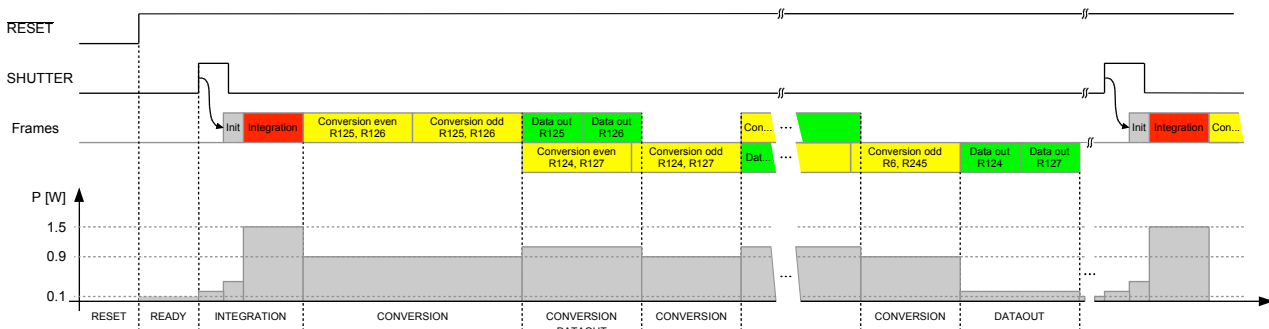 RESET
SHUTTER
Frames
Init
Integration
Conversion even
R125, R126
Conversion odd
R125, R126
Data out
R125
Data out
R126
Con...
...
Init
Integration
Con...
Conversion even
R124, R127
Conversion odd
R124, R127
Dat...
...
Conversion odd
R6, R245
Data out
R124
Data out
R127
P [W]
1.5
0.9
0.1
...
...
RESET
READY
INTEGRATION
CONVERSION
CONVERSION
DATAOUT
CONVERSION
CONVERSION
DATAOUT